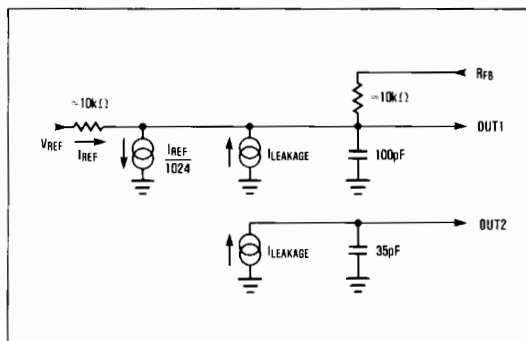 RFB
≈10kΩ
≈10kΩ
VREF
IREF
OUT1
IREF
1024
ILEAKAGE
100pF
OUT2
ILEAKAGE
35pF